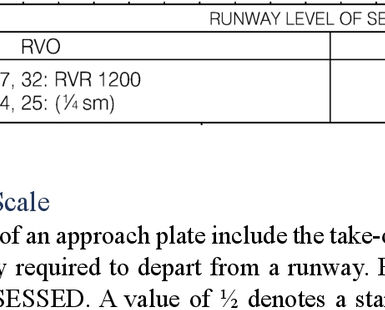 RUNWAY LEVEL OF SE
RVO
7, 32: RVR 1200
4, 25: (¼ sm)
Scale
of an approach plate include the take-
required to depart from a runway.
SESSED. A value of ½ denotes a sta